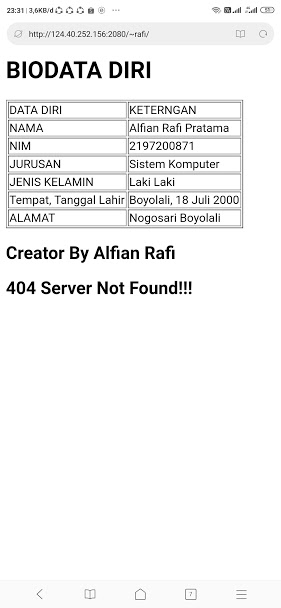 23:31 | 3,6KB/d
http://124.40.252.156:2080/~rafi/
BIODATA DIRI
DATA DIRI KETERNGAN
NAMA Alfian Rafi Pratama
NIM 2197200871
JURUSAN Sistem Komputer
JENIS KELAMIN Laki Laki
Tempat, Tanggal Lahir Boyolali, 18 Juli 2000
ALAMAT Nogosari Boyolali
Creator By Alfian Rafi
404 Server Not Found!!!
7